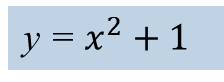 y = x² + 1